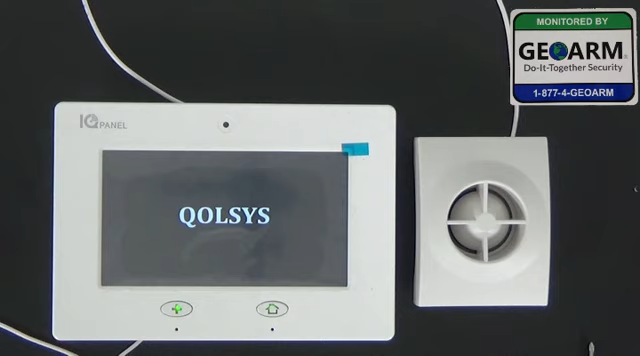 IQ PANEL
QOLSYS
MONITORED BY
GEOARM
Do-It-Together Security
1-877-4-GEOARM